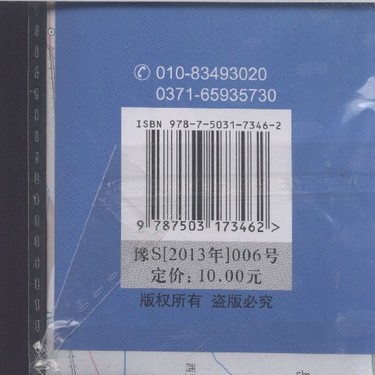 ✆ 010-83493020
0371-65935730
ISBN 978-7-5031-7346-2
9 787503 173462 >
豫S[2013年]006号
定价：10.00元
版权所有 盗版必究